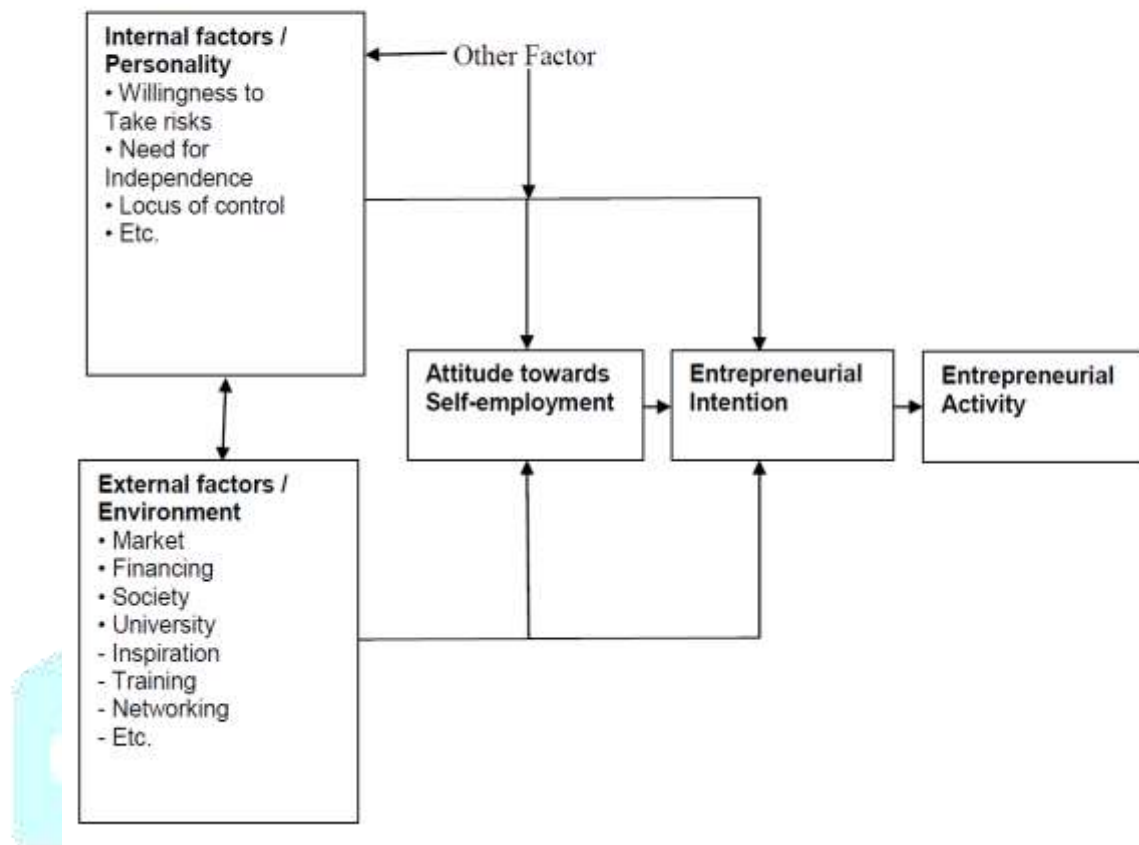 Internal factors /
Personality
• Willingness to
Take risks
• Need for
Independence
• Locus of control
• Etc.
Other Factor
Attitude towards
Self-employment
Entrepreneurial
Intention
Entrepreneurial
Activity
External factors /
Environment
• Market
• Financing
• Society
• University
- Inspiration
- Training
- Networking
- Etc.